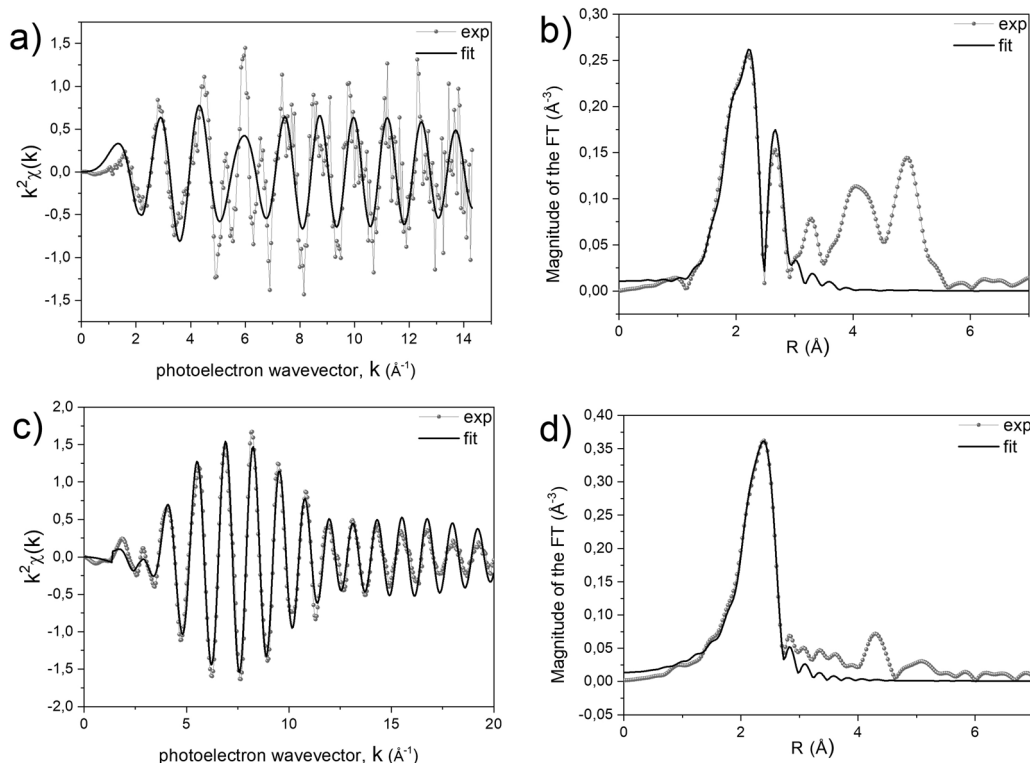 a)
1,5
1,0
0,5
0,0
-0,5
-1,0
-1,5
k²χ(k)
exp
fit
0 2 4 6 8 10 12 14
photoelectron wavevector, k (Å⁻¹)
b)
0,30
0,25
0,20
0,15
0,10
0,05
0,00
Magnitude of the FT (Å⁻³)
exp
fit
0 2 4 6
R (Å)
c)
2,0
1,5
1,0
0,5
0,0
-0,5
-1,0
-1,5
-2,0
k²χ(k)
exp
fit
0 5 10 15 20
photoelectron wavevector, k (Å⁻¹)
d)
0,40
0,35
0,30
0,25
0,20
0,15
0,10
0,05
0,00
-0,05
Magnitude of the FT (Å⁻³)
exp
fit
0 2 4 6
R (Å)